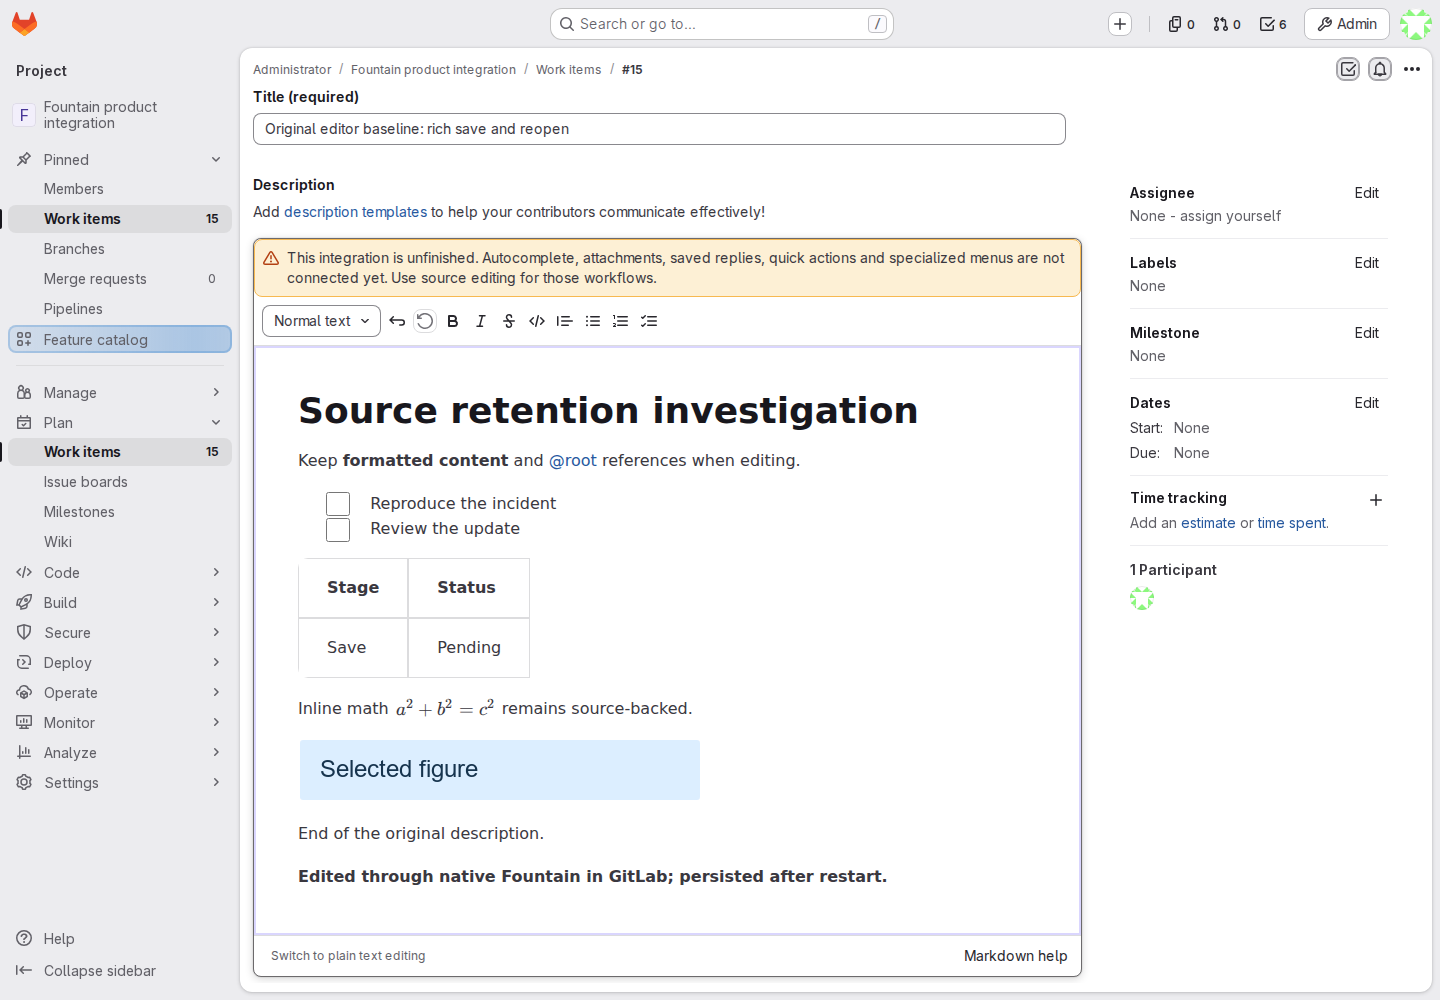 Search or go to...
/
0
0
6
Admin
Project
F
Fountain product
integration
Pinned
Members
Work items 15
Branches
Merge requests 0
Pipelines
Feature catalog
Manage
Plan
Work items 15
Issue boards
Milestones
Wiki
Code
Build
Secure
Deploy
Operate
Monitor
Analyze
Settings
Help
Collapse sidebar
Administrator / Fountain product integration / Work items / #15
Title (required)
Original editor baseline: rich save and reopen
Description
Add description templates to help your contributors communicate effectively!
This integration is unfinished. Autocomplete, attachments, saved replies, quick actions and specialized menus are not
connected yet. Use source editing for those workflows.
Normal text
Source retention investigation
Keep formatted content and @root references when editing.
Reproduce the incident
Review the update
Stage Status
Save Pending
Inline math a² + b² = c² remains source-backed.
Selected figure
End of the original description.
Edited through native Fountain in GitLab; persisted after restart.
Switch to plain text editing
Markdown help
Assignee Edit
None - assign yourself
Labels Edit
None
Milestone Edit
None
Dates Edit
Start: None
Due: None
Time tracking
Add an estimate or time spent.
1 Participant